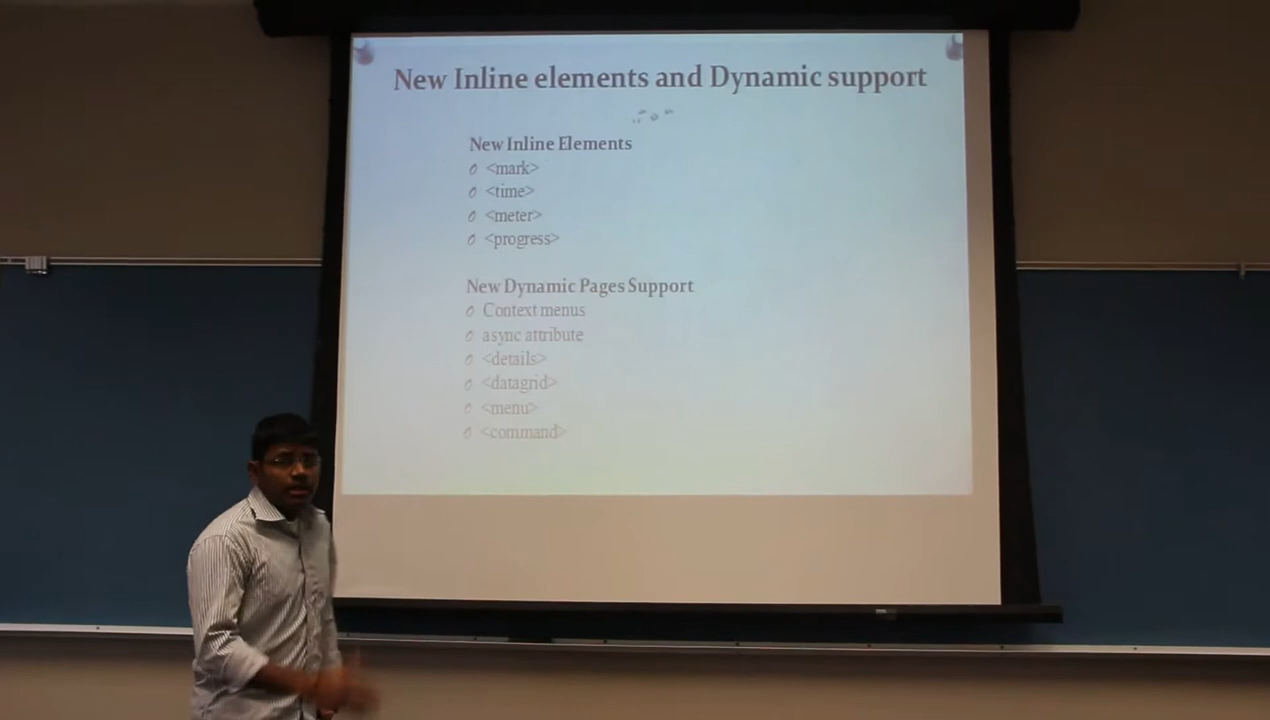 New Inline elements and Dynamic support
New Inline Elements
<mark>
<time>
<meter>
<progress>
New Dynamic Pages Support
Context menus
async attribute
<details>
<datagrid>
<menu>
<command>